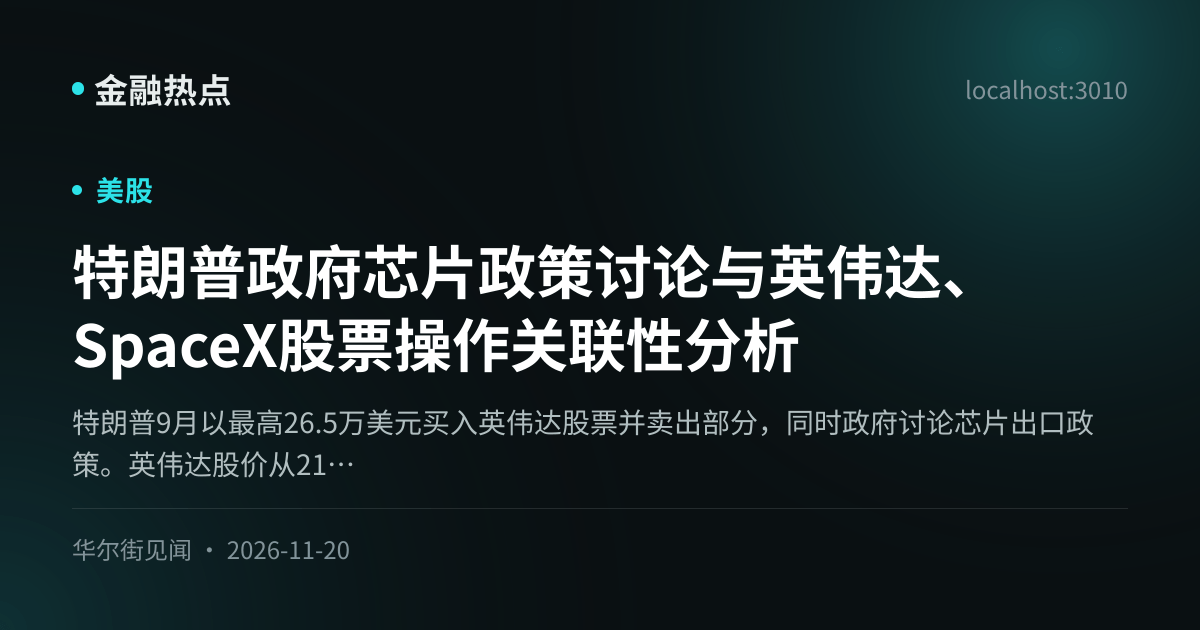 金融热点
localhost:3010
美股
特朗普政府芯片政策讨论与英伟达、
SpaceX股票操作关联性分析
特朗普9月以最高26.5万美元买入英伟达股票并卖出部分，同时政府讨论芯片出口政
策。英伟达股价从21…
华尔街见闻 · 2026-11-20